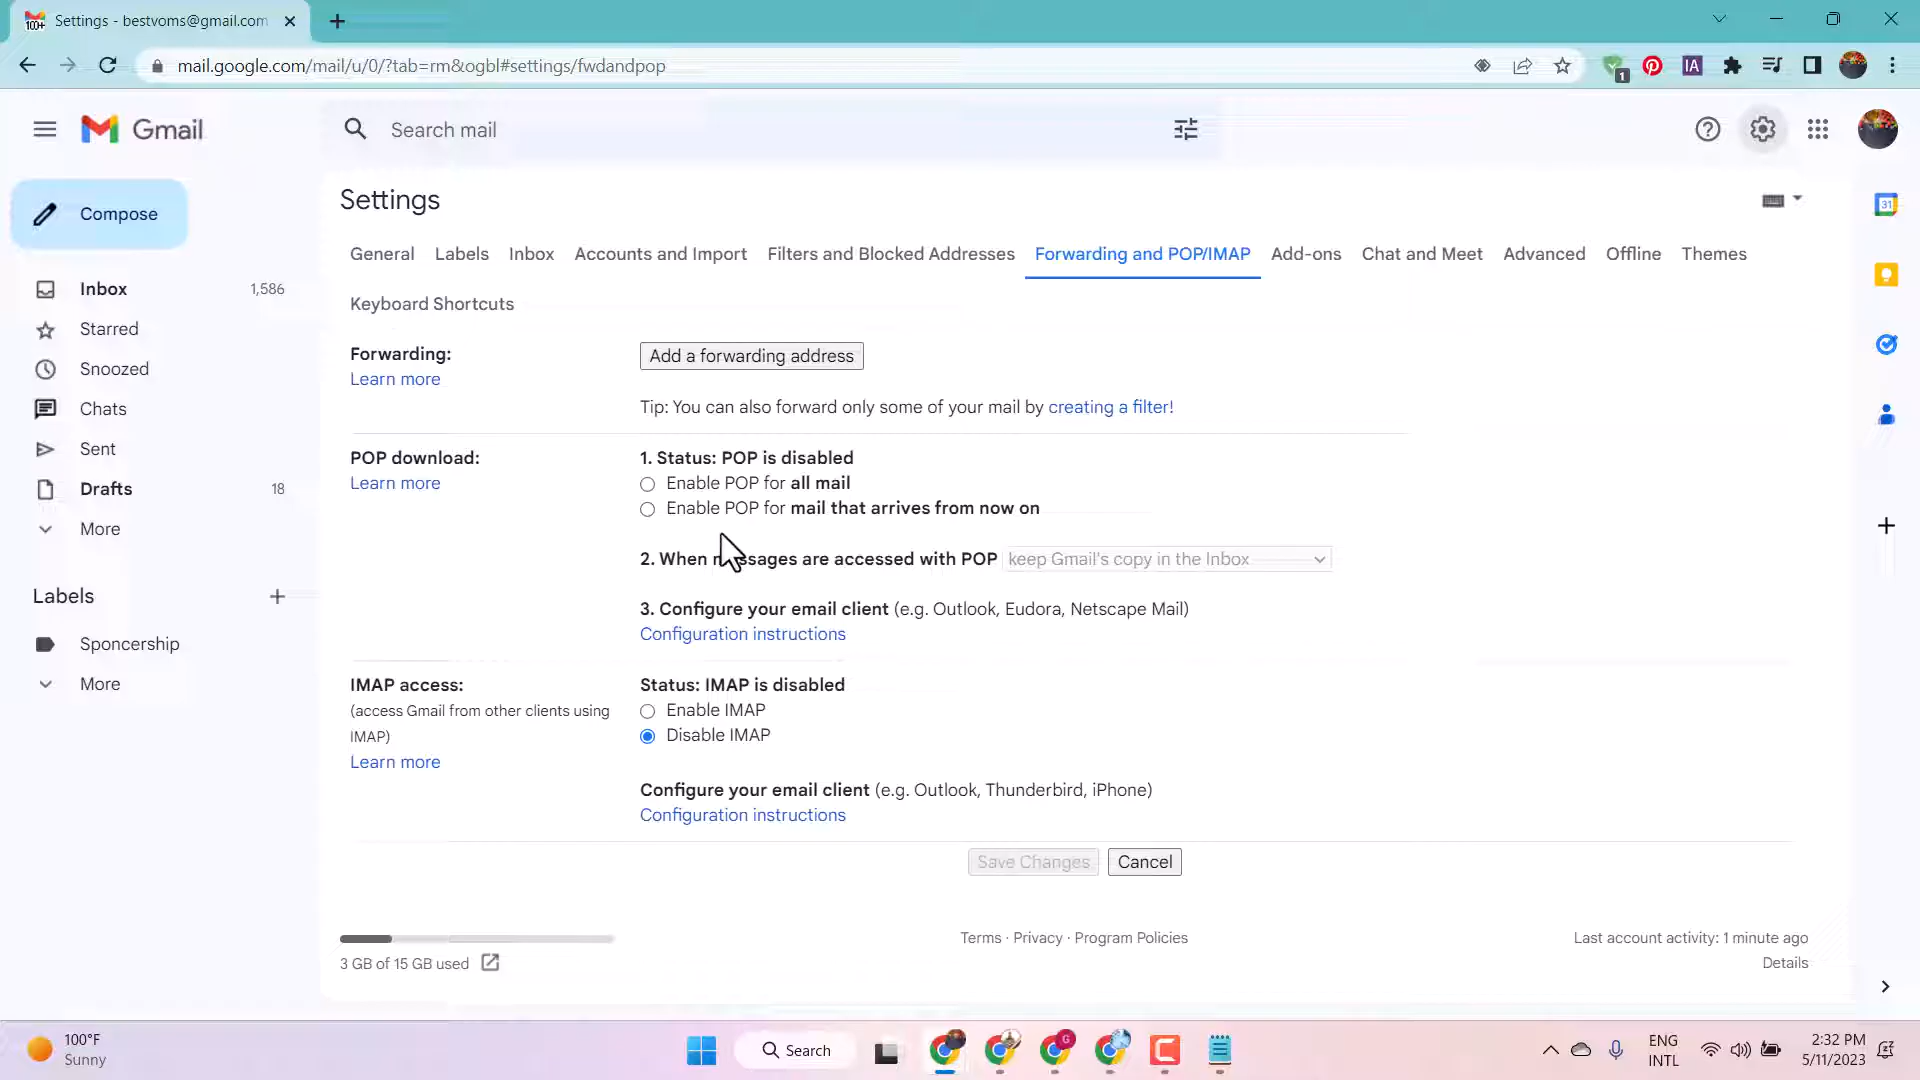 Settings - bestvoms@gmail.com
mail.google.com/mail/u/0/?tab=rm&ogbl#settings/fwdandpop
1
IA
Gmail
Search mail
Compose
Inbox 1,586
Starred
Snoozed
Chats
Sent
Drafts 18
More
Labels
Sponcership
More
Settings
General Labels Inbox Accounts and Import Filters and Blocked Addresses Forwarding and POP/IMAP Add-ons Chat and Meet Advanced Offline Themes
Keyboard Shortcuts
Forwarding:
Learn more
Add a forwarding address
Tip: You can also forward only some of your mail by creating a filter!
POP download:
Learn more
1. Status: POP is disabled
Enable POP for all mail
Enable POP for mail that arrives from now on
2. When messages are accessed with POP keep Gmail's copy in the Inbox
3. Configure your email client (e.g. Outlook, Eudora, Netscape Mail)
Configuration instructions
IMAP access:
(access Gmail from other clients using
IMAP)
Learn more
Status: IMAP is disabled
Enable IMAP
Disable IMAP
Configure your email client (e.g. Outlook, Thunderbird, iPhone)
Configuration instructions
Save Changes Cancel
3 GB of 15 GB used
Terms · Privacy · Program Policies
Last account activity: 1 minute ago
Details
31
100°F
Sunny
Search
G
ENG
INTL
2:32 PM
5/11/2023